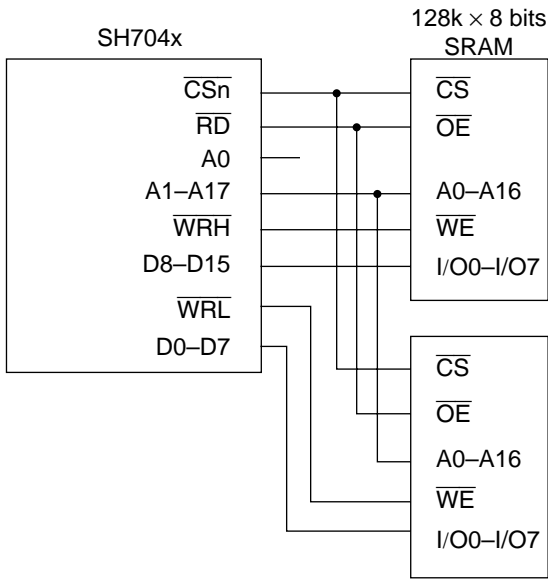 128k × 8 bits
SRAM
SH704x
CSn
RD
A0
A1–A17
WRH
D8–D15
WRL
D0–D7
CS
OE
A0–A16
WE
I/O0–I/O7
CS
OE
A0–A16
WE
I/O0–I/O7